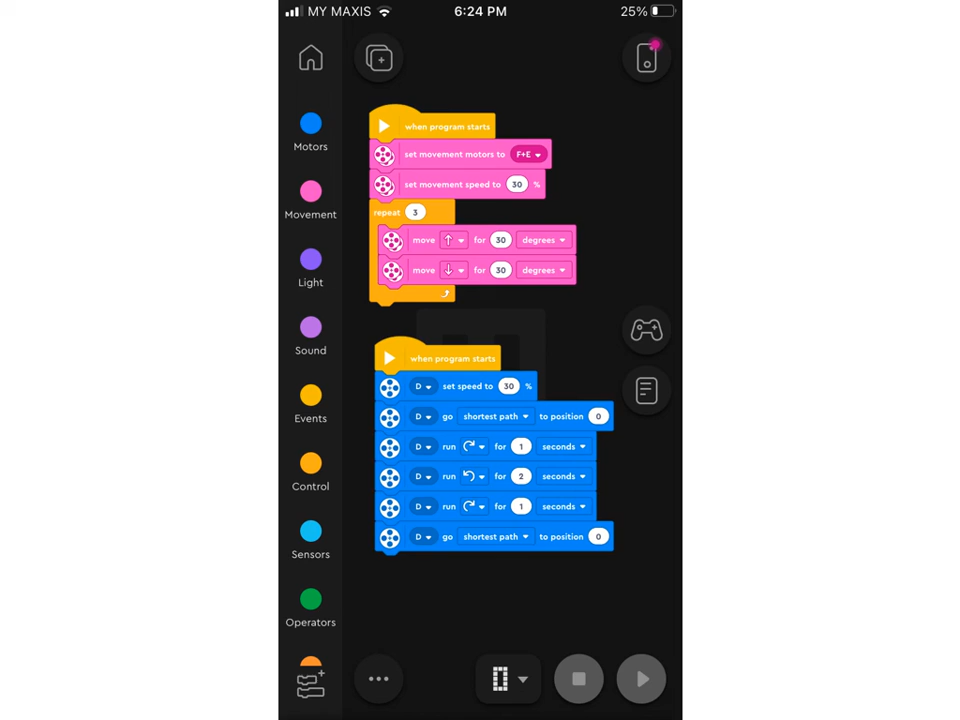 MY MAXIS 6:24 PM 25%
Motors
Movement
Light
Sound
Events
Control
Sensors
Operators
when program starts
set movement motors to F+E
set movement speed to 30 %
repeat 3
move for 30 degrees
move for 30 degrees
when program starts
D set speed to 30 %
D go shortest path to position 0
D run for 1 seconds
D run for 2 seconds
D run for 1 seconds
D go shortest path to position 0